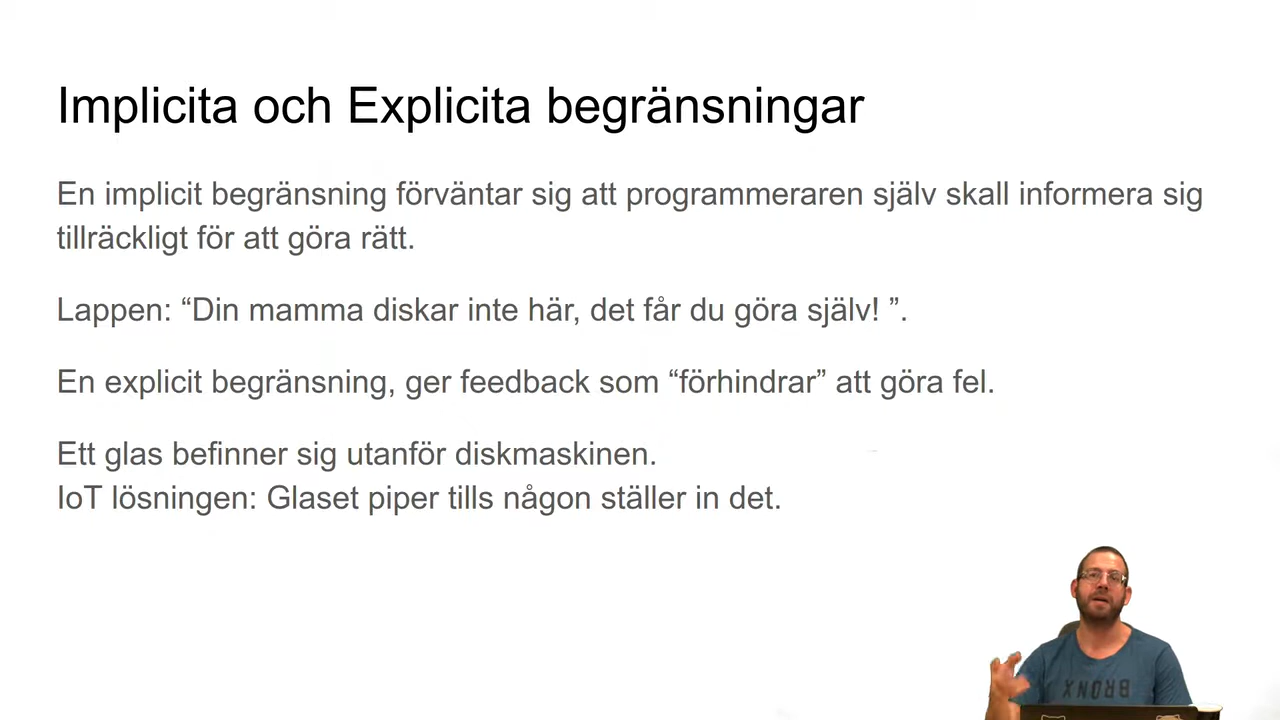 Implicita och Explicita begränsningar
En implicit begränsning förväntar sig att programmeraren själv skall informera sig
tillräckligt för att göra rätt.
Lappen: “Din mamma diskar inte här, det får du göra själv! ”.
En explicit begränsning, ger feedback som “förhindrar” att göra fel.
Ett glas befinner sig utanför diskmaskinen.
IoT lösningen: Glaset piper tills någon ställer in det.
BRONX